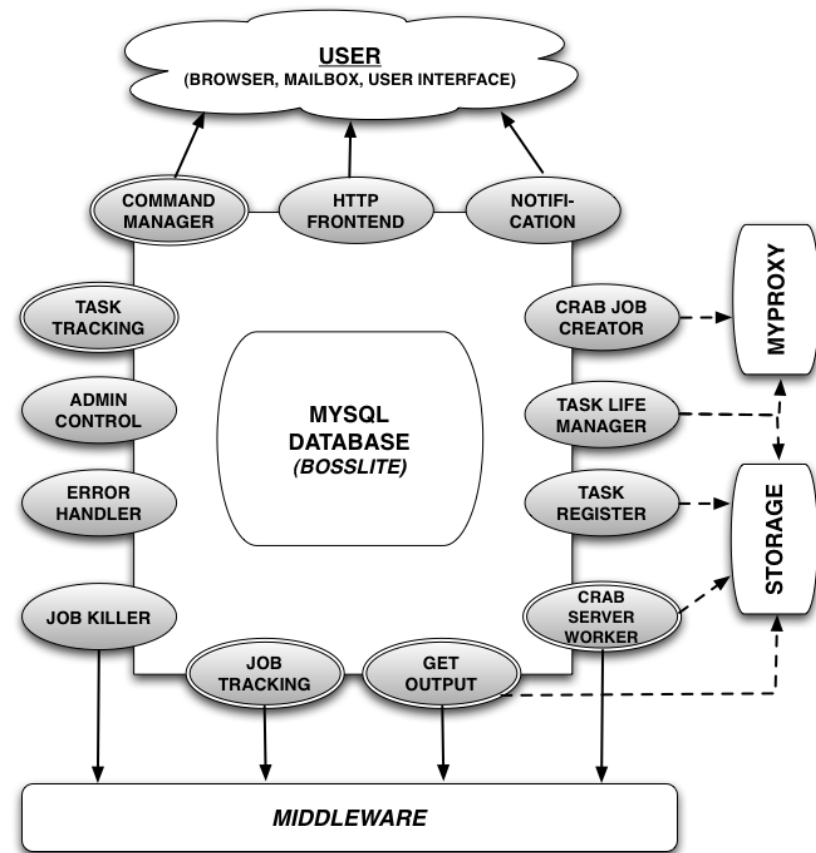 USER
(BROWSER, MAILBOX, USER INTERFACE)
COMMAND
MANAGER
HTTP
FRONTEND
NOTIFI-
CATION
TASK
TRACKING
CRAB JOB
CREATOR
MYPROXY
ADMIN
CONTROL
MYSQL
DATABASE
(BOSSLITE)
TASK LIFE
MANAGER
ERROR
HANDLER
TASK
REGISTER
STORAGE
JOB KILLER
CRAB
SERVER
WORKER
JOB
TRACKING
GET
OUTPUT
MIDDLEWARE